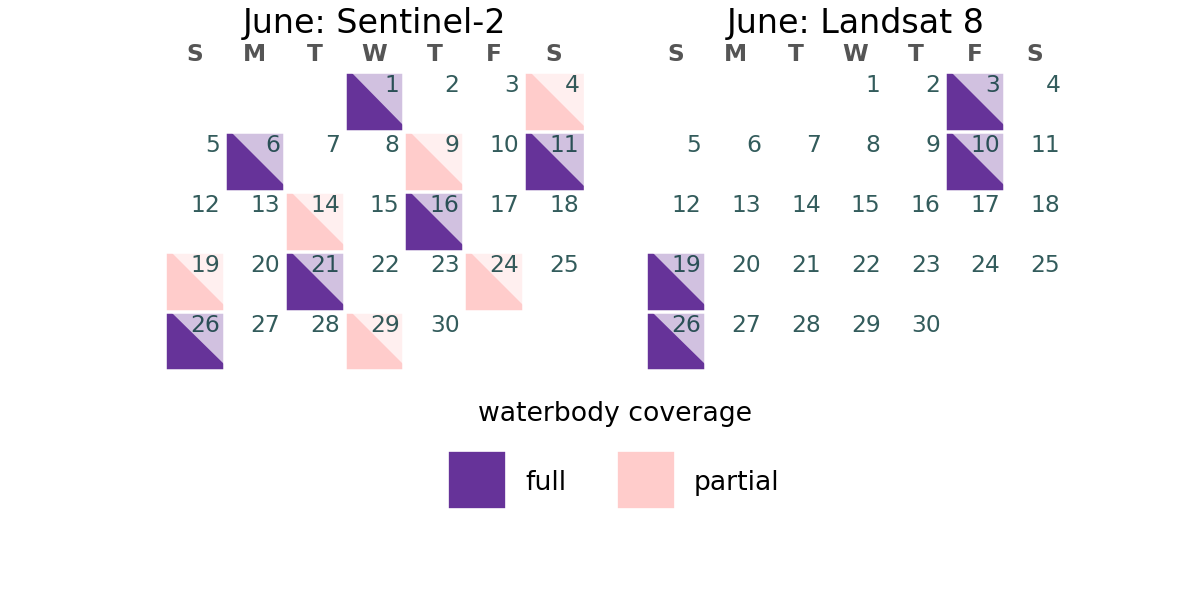 June: Sentinel-2
S M T W T F S
1 2 3 4
5 6 7 8 9 10 11
12 13 14 15 16 17 18
19 20 21 22 23 24 25
26 27 28 29 30
June: Landsat 8
S M T W T F S
1 2 3 4
5 6 7 8 9 10 11
12 13 14 15 16 17 18
19 20 21 22 23 24 25
26 27 28 29 30
waterbody coverage
full partial